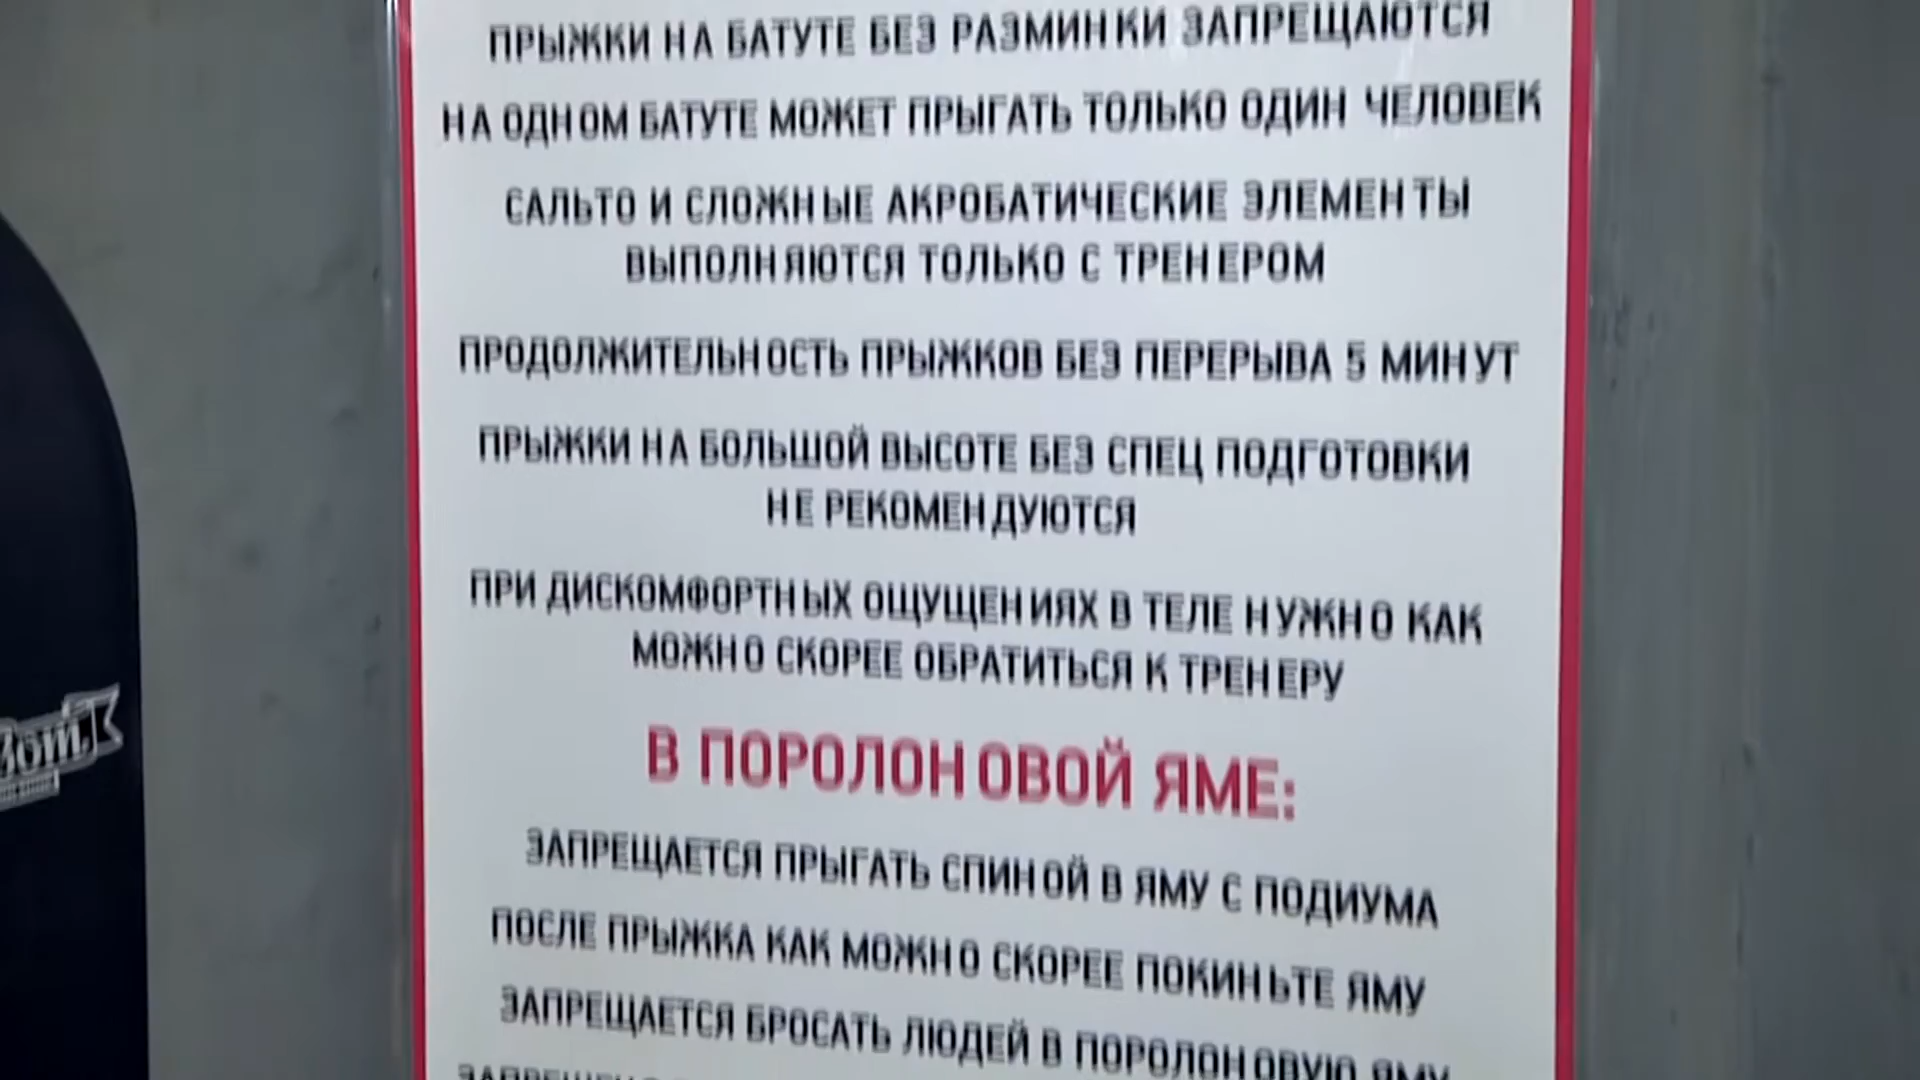 ПРЫЖКИ НА БАТУТЕ БЕЗ РАЗМИНКИ ЗАПРЕЩАЮТСЯ
НА ОДНОМ БАТУТЕ МОЖЕТ ПРЫГАТЬ ТОЛЬКО ОДИН ЧЕЛОВЕК
САЛЬТО И СЛОЖНЫЕ АКРОБАТИЧЕСКИЕ ЭЛЕМЕНТЫ
ВЫПОЛНЯЮТСЯ ТОЛЬКО С ТРЕНЕРОМ
ПРОДОЛЖИТЕЛЬНОСТЬ ПРЫЖКОВ БЕЗ ПЕРЕРЫВА 5 МИНУТ
ПРЫЖКИ НА БОЛЬШОЙ ВЫСОТЕ БЕЗ СПЕЦ ПОДГОТОВКИ
НЕ РЕКОМЕНДУЮТСЯ
ПРИ ДИСКОМФОРТНЫХ ОЩУЩЕНИЯХ В ТЕЛЕ НУЖНО КАК
МОЖНО СКОРЕЕ ОБРАТИТЬСЯ К ТРЕНЕРУ
В ПОРОЛОНОВОЙ ЯМЕ:
ЗАПРЕЩАЕТСЯ ПРЫГАТЬ СПИНОЙ В ЯМУ С ПОДИУМА
ПОСЛЕ ПРЫЖКА КАК МОЖНО СКОРЕЕ ПОКИНЬТЕ ЯМУ
ЗАПРЕЩАЕТСЯ БРОСАТЬ ЛЮДЕЙ В ПОРОЛОНОВУЮ ЯМУ